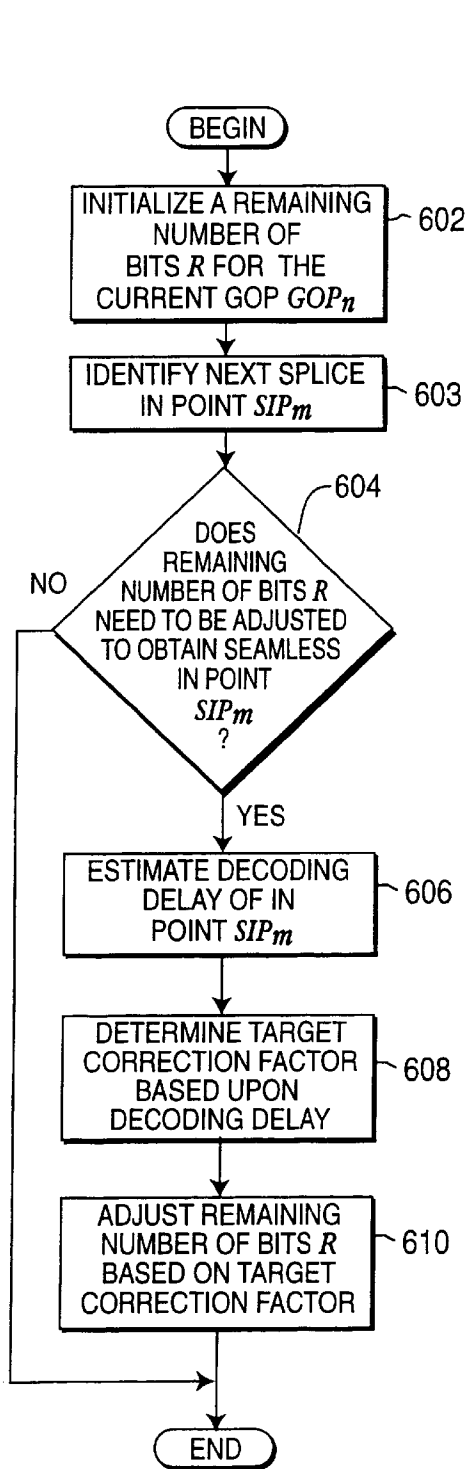 BEGIN
INITIALIZE A REMAINING
NUMBER OF
BITS R FOR THE
CURRENT GOP GOPn
602
IDENTIFY NEXT SPLICE
IN POINT SIPm
603
604
DOES
REMAINING
NUMBER OF BITS R
NEED TO BE ADJUSTED
TO OBTAIN SEAMLESS
IN POINT
SIPm
?
NO
YES
ESTIMATE DECODING
DELAY OF IN
POINT SIPm
606
DETERMINE TARGET
CORRECTION FACTOR
BASED UPON
DECODING DELAY
608
ADJUST REMAINING
NUMBER OF BITS R
BASED ON TARGET
CORRECTION FACTOR
610
END